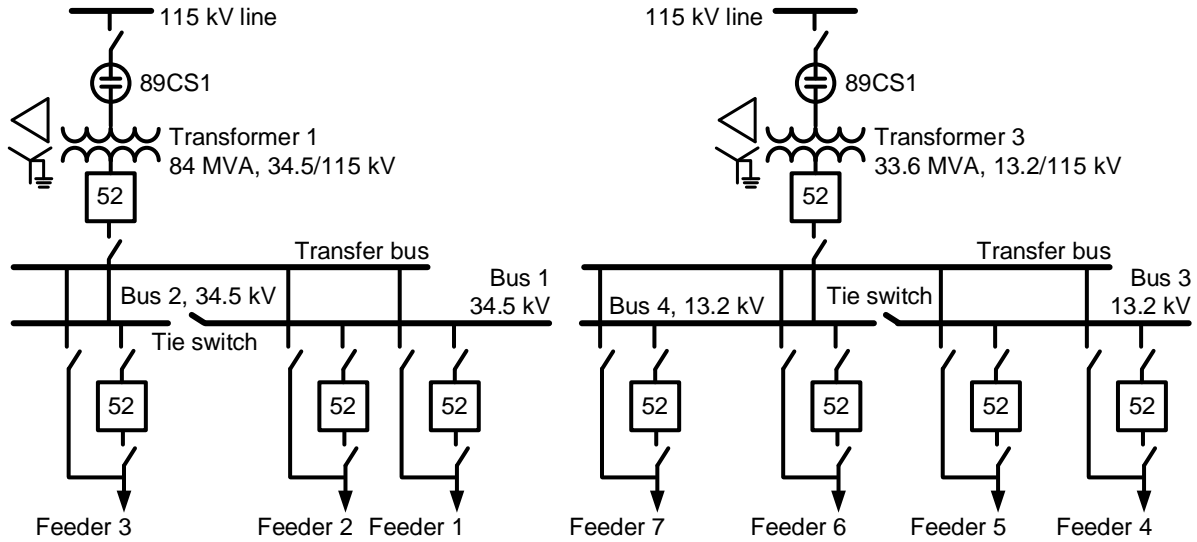 115 kV line
89CS1
Transformer 1
84 MVA, 34.5/115 kV
52
Transfer bus
Bus 2, 34.5 kV
Bus 1
34.5 kV
Tie switch
52
52
52
Feeder 3
Feeder 2
Feeder 1
115 kV line
89CS1
Transformer 3
33.6 MVA, 13.2/115 kV
52
Transfer bus
Bus 4, 13.2 kV
Tie switch
Bus 3
13.2 kV
52
52
52
52
Feeder 7
Feeder 6
Feeder 5
Feeder 4